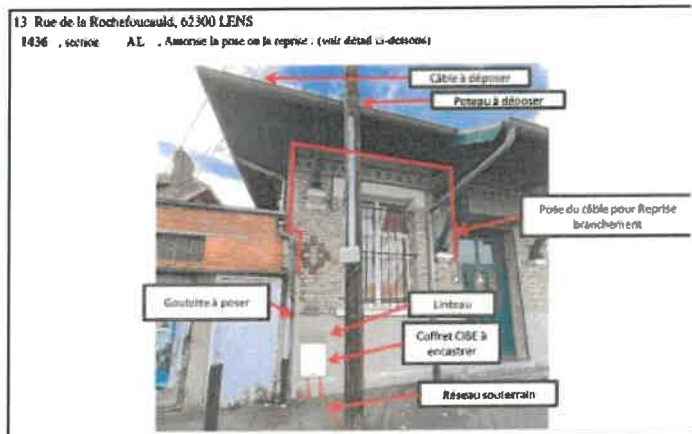 13 Rue de la Rochefoucauld, 62300 LENS
1436 , section AL , Autorise la pose ou la reprise : (voir détail ci-dessous)
Câble à déposer
Poteau à déposer
Pose du câble pour Reprise
branchement
Goulotte à poser
Linteau
Coffret CIBE à
encastrer
Réseau souterrain